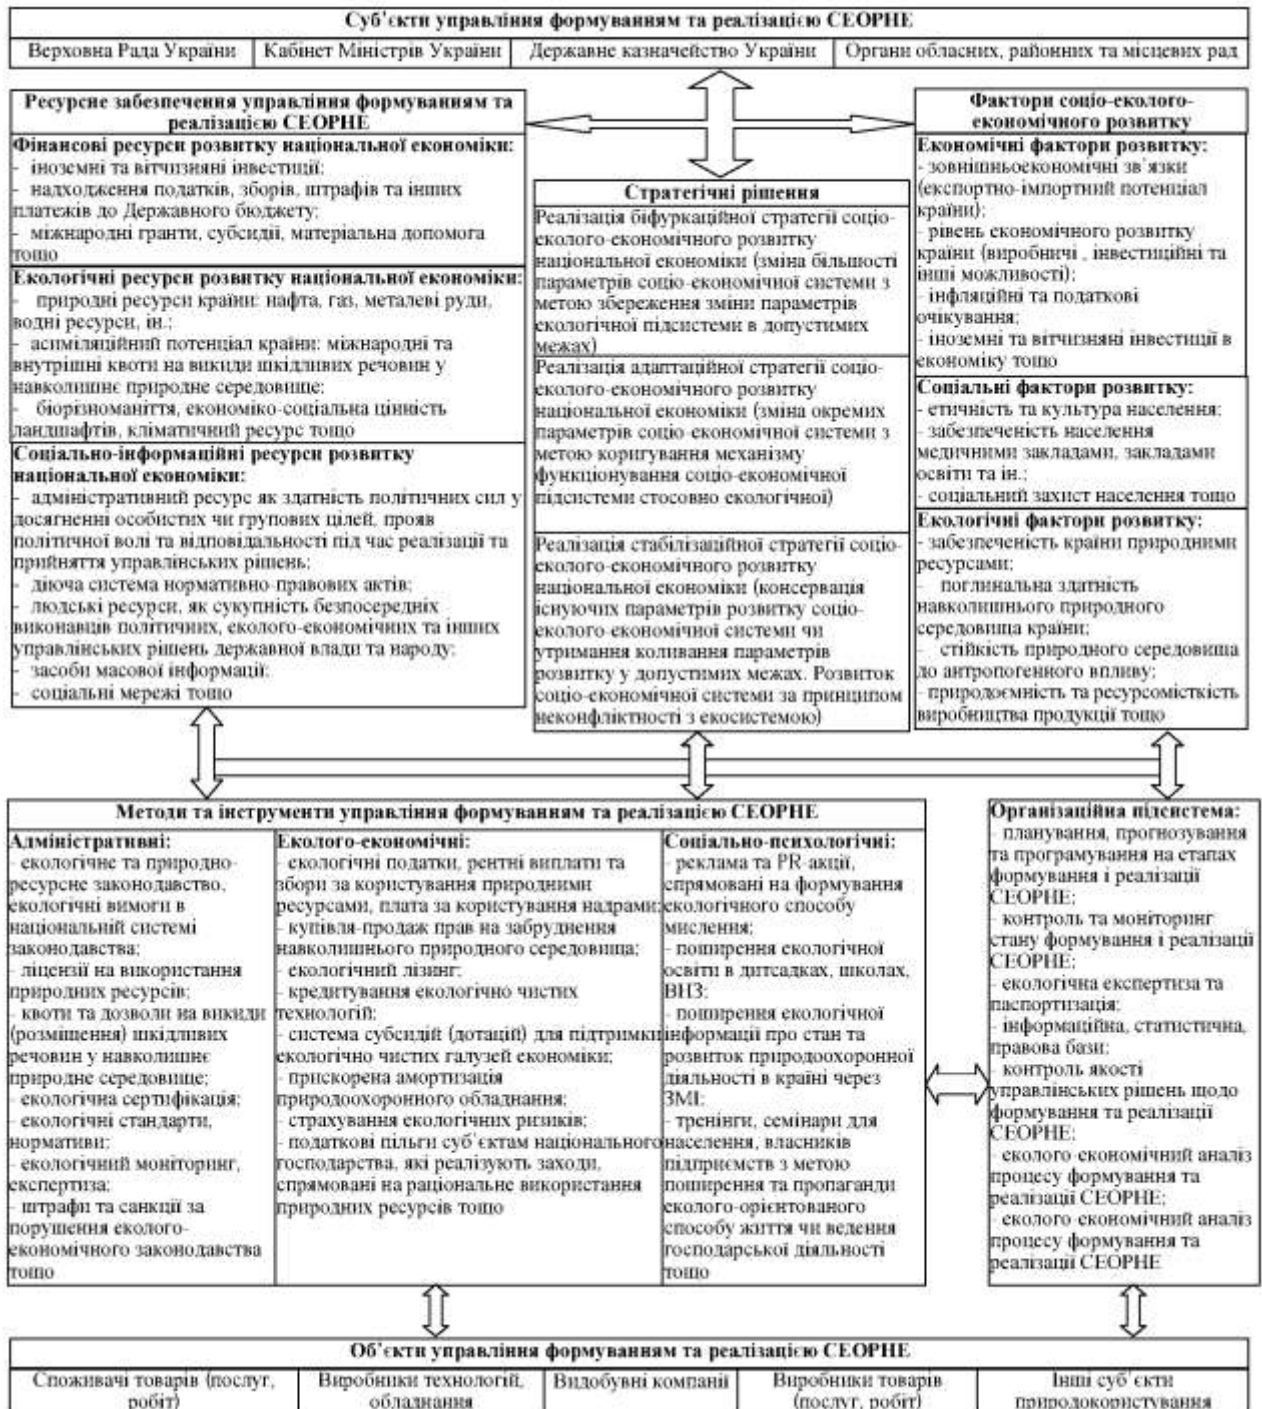 Суб'єкти управління формуванням та реалізацією СЕОРНЕ
Верховна Рада України
Кабінет Міністрів України
Державне казначейство України
Органи обласних, районних та місцевих рад
Ресурсне забезпечення управління формуванням та
реалізацією СЕОРНЕ
Фінансові ресурси розвитку національної економіки:
- іноземні та вітчизняні інвестиції;
- надходження податків, зборів, штрафів та інших
платежів до Державного бюджету;
- міжнародні гранти, субсидії, матеріальна допомога
тощо
Екологічні ресурси розвитку національної економіки:
- природні ресурси країни: нафта, газ, металеві руди,
водні ресурси, ін.;
- асиміляційний потенціал країни: міжнародні та
внутрішні квоти на викиди шкідливих речовин у
навколишнє природне середовище;
- біорізноманіття, економіко-соціальна цінність
ландшафтів, кліматичний ресурс тощо
Соціально-інформаційні ресурси розвитку
національної економіки:
- адміністративний ресурс як здатність політичних сил у
досягненні особистих чи групових цілей, прояв
політичної волі та відповідальності під час реалізації та
прийняття управлінських рішень;
- діюча система нормативно-правових актів;
- людські ресурси, як сукупність безпосередніх
виконавців політичних, еколого-економічних та інших
управлінських рішень державної влади та народу;
- засоби масової інформації;
- соціальні мережі тощо
Стратегічні рішення
Реалізація біфуркаційної стратегії соціо-
еколого-економічного розвитку
національної економіки (зміна більшості
параметрів соціо-економічної системи з
метою збереження зміни параметрів
екологічної підсистеми в допустимих
межах)
Реалізація адаптаційної стратегії соціо-
еколого-економічного розвитку
національної економіки (зміна окремих
параметрів соціо-економічної системи з
метою коригування механізму
функціонування соціо-економічної
підсистеми стосовно екологічної)
Реалізація стабілізаційної стратегії соціо-
еколого-економічного розвитку
національної економіки (консервація
існуючих параметрів розвитку соціо-
еколого-економічної системи чи
утримання коливання параметрів
розвитку у допустимих межах. Розвиток
соціо-економічної системи за принципом
неконфліктності з екосистемою)
Фактори соціо-еколого-
економічного розвитку
Економічні фактори розвитку:
- зовнішньоекономічні зв'язки
(експортно-імпортний потенціал
країни);
- рівень економічного розвитку
країни (виробничі , інвестиційні та
інші можливості);
- інфляційні та податкові
очікування;
- іноземні та вітчизняні інвестиції в
економіку тощо
Соціальні фактори розвитку:
- етичність та культура населення;
- забезпеченість населення
медичними закладами, закладами
освіти та ін.;
- соціальний захист населення тощо
Екологічні фактори розвитку:
- забезпеченість країни природними
ресурсами;
- поглинальна здатність
навколишнього природного
середовища країни;
- стійкість природного середовища
до антропогенного впливу;
- природоємність та ресурсомісткість
виробництва продукції тощо
Методи та інструменти управління формуванням та реалізацією СЕОРНЕ
Адміністративні:
- екологічне та природно-
ресурсне законодавство,
екологічні вимоги в
національній системі
законодавства;
- ліцензії на використання
природних ресурсів;
- квоти та дозволи на викиди
(розміщення) шкідливих
речовин у навколишнє
природне середовище;
- екологічна сертифікація;
- екологічні стандарти,
нормативи;
- екологічний моніторинг,
експертиза;
- штрафи та санкції за
порушення еколого-
економічного законодавства
тощо
Еколого-економічні:
- екологічні податки, рентні виплати та
збори за користування природними
ресурсами, плата за користування надрами;
- купівля-продаж прав на забруднення
навколишнього природного середовища;
- екологічний лізинг;
- кредитування екологічно чистих
технологій;
- система субсидій (дотацій) для підтримки
екологічно чистих галузей економіки;
- прискорена амортизація
природоохоронного обладнання;
- страхування екологічних ризиків;
- податкові пільги суб'єктам національного
господарства, які реалізують заходи,
спрямовані на раціональне використання
природних ресурсів тощо
Соціально-психологічні:
- реклама та PR-акції,
спрямовані на формування
екологічного способу
мислення;
- поширення екологічної
освіти в дитсадках, школах,
ВНЗ;
- поширення екологічної
інформації про стан та
розвиток природоохоронної
діяльності в країні через
ЗМІ;
- тренінги, семінари для
населення, власників
підприємств з метою
поширення та пропаганди
еколого-орієнтованого
способу життя чи ведення
господарської діяльності
тощо
Організаційна підсистема:
- планування, прогнозування
та програмування на етапах
формування і реалізації
СЕОРНЕ;
- контроль та моніторинг
стану формування і реалізації
СЕОРНЕ;
- екологічна експертиза та
паспортизація;
- інформаційна, статистична,
правова бази;
- контроль якості
управлінських рішень щодо
формування та реалізації
СЕОРНЕ;
- еколого-економічний аналіз
процесу формування та
реалізації СЕОРНЕ;
- еколого-економічний аналіз
процесу формування та
реалізації СЕОРНЕ
Об'єкти управління формуванням та реалізацією СЕОРНЕ
Споживачі товарів (послуг,
робіт)
Виробники технологій,
обладнання
Видобувні компанії
Виробники товарів
(послуг, робіт)
Інші суб'єкти
природокористування